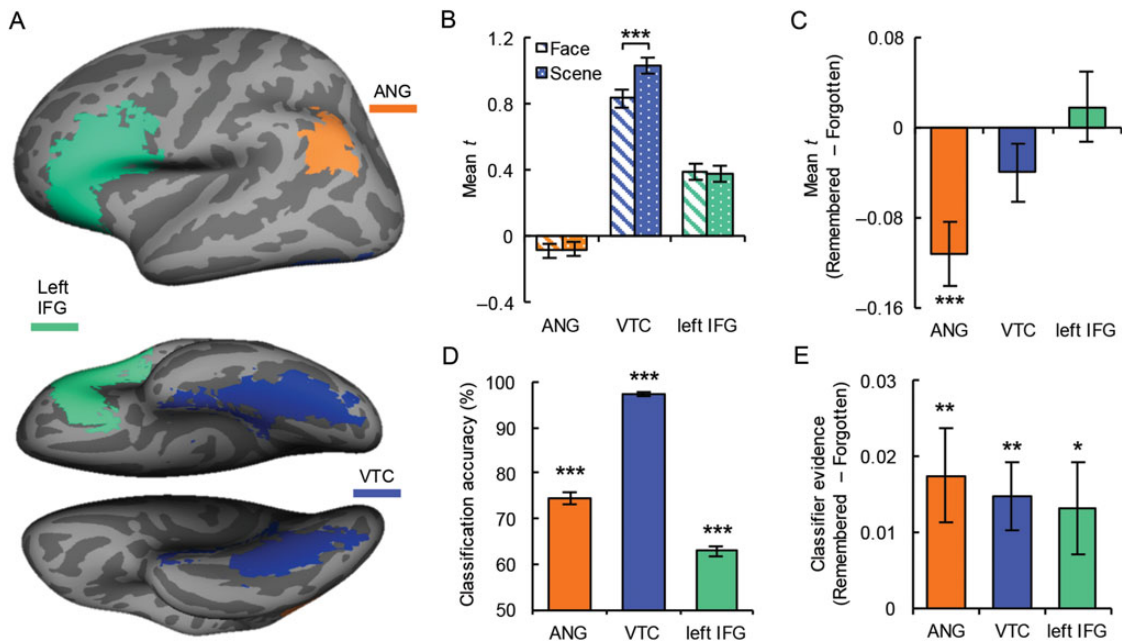 A
ANG
Left
IFG
VTC
B
Mean t
1.2
0.8
0.4
0
–0.4
***
Face
Scene
ANG
VTC
left IFG
C
Mean t
(Remembered – Forgotten)
0.08
0
–0.08
–0.16
***
ANG
VTC
left IFG
D
Classification accuracy (%)
100
90
80
70
60
50
***
***
***
ANG
VTC
left IFG
E
Classifier evidence
(Remembered – Forgotten)
0.03
0.02
0.01
0
**
**
*
ANG
VTC
left IFG